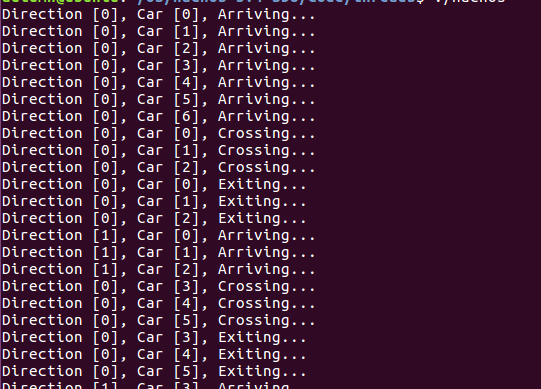 Direction [0], Car [0], Arriving...
Direction [0], Car [1], Arriving...
Direction [0], Car [2], Arriving...
Direction [0], Car [3], Arriving...
Direction [0], Car [4], Arriving...
Direction [0], Car [5], Arriving...
Direction [0], Car [6], Arriving...
Direction [0], Car [0], Crossing...
Direction [0], Car [1], Crossing...
Direction [0], Car [2], Crossing...
Direction [0], Car [0], Exiting...
Direction [0], Car [1], Exiting...
Direction [0], Car [2], Exiting...
Direction [1], Car [0], Arriving...
Direction [1], Car [1], Arriving...
Direction [1], Car [2], Arriving...
Direction [0], Car [3], Crossing...
Direction [0], Car [4], Crossing...
Direction [0], Car [5], Crossing...
Direction [0], Car [3], Exiting...
Direction [0], Car [4], Exiting...
Direction [0], Car [5], Exiting...
Direction [1], Car [3], Arriving